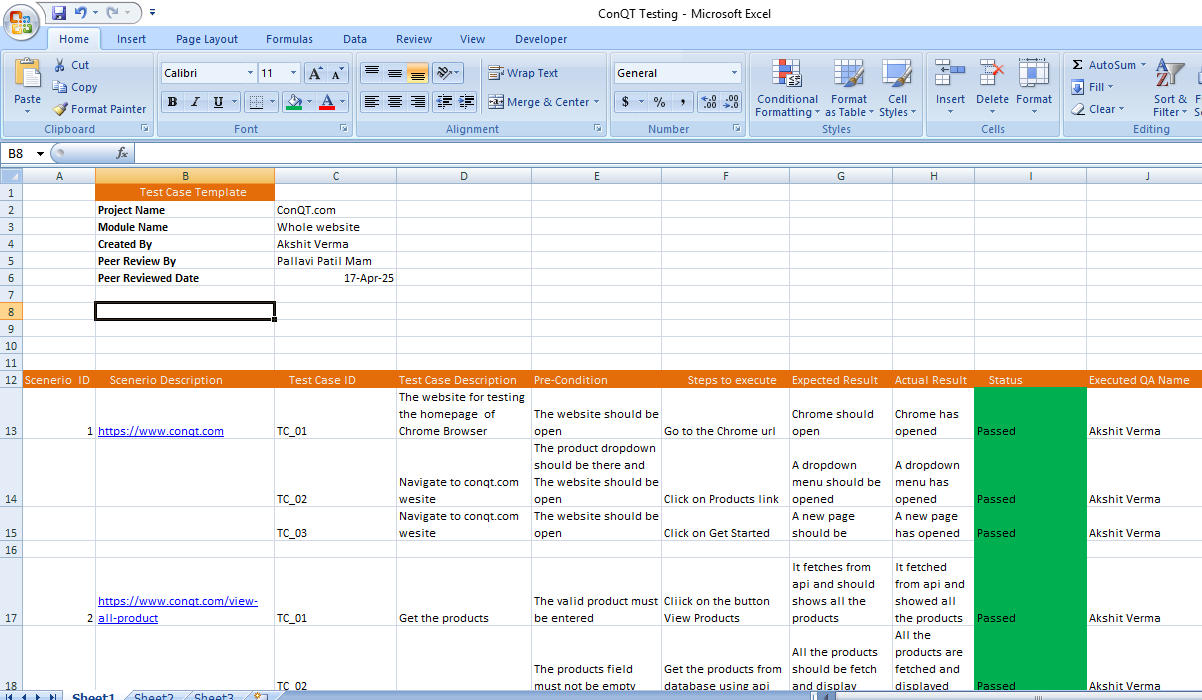 ConQT Testing - Microsoft Excel
Home Insert Page Layout Formulas Data Review View Developer
Cut
Copy
Paste
Format Painter
Clipboard
Calibri 11
A A
B I U A
Font
Wrap Text
Merge & Center
Alignment
General
$ % ,
Number
Conditional
Formatting
Format
as Table
Cell
Styles
Styles
Insert Delete Format
Cells
Σ AutoSum
Fill
Clear
Sort &
Filter
Editing
B8 fx
A B C D E F G H I J
1 Test Case Template
2 Project Name ConQT.com
3 Module Name Whole website
4 Created By Akshit Verma
5 Peer Review By Pallavi Patil Mam
6 Peer Reviewed Date 17-Apr-25
7
8
9
10
11
12 Scenerio ID Scenerio Description Test Case ID Test Case Description Pre-Condition Steps to execute Expected Result Actual Result Status Executed QA Name
13
1
https://www.conqt.com
TC_01
The website for testing
the homepage of
Chrome Browser
The website should be
open
Go to the Chrome url
Chrome should
open
Chrome has
opened
Passed
Akshit Verma
14
TC_02
Navigate to conqt.com
wesite
The product dropdown
should be there and
The website should be
open
Click on Products link
A dropdown
menu should be
opened
A dropdown
menu has
opened
Passed
Akshit Verma
15
TC_03
Navigate to conqt.com
wesite
The website should be
open
Click on Get Started
A new page
should be
A new page
has opened
Passed
Akshit Verma
16
17
2
https://www.conqt.com/view-
all-product
TC_01
Get the products
The valid product must
be entered
Cliick on the button
View Products
It fetches from
api and should
shows all the
products
It fetched
from api and
showed all
the products
Passed
Akshit Verma
18
TC_02
The products field
must not be empty
Get the products from
database using api
All the products
should be fetch
and display
All the
products are
fetched and
displayed
Passed
Akshit Verma
Sheet1 Sheet2 Sheet3